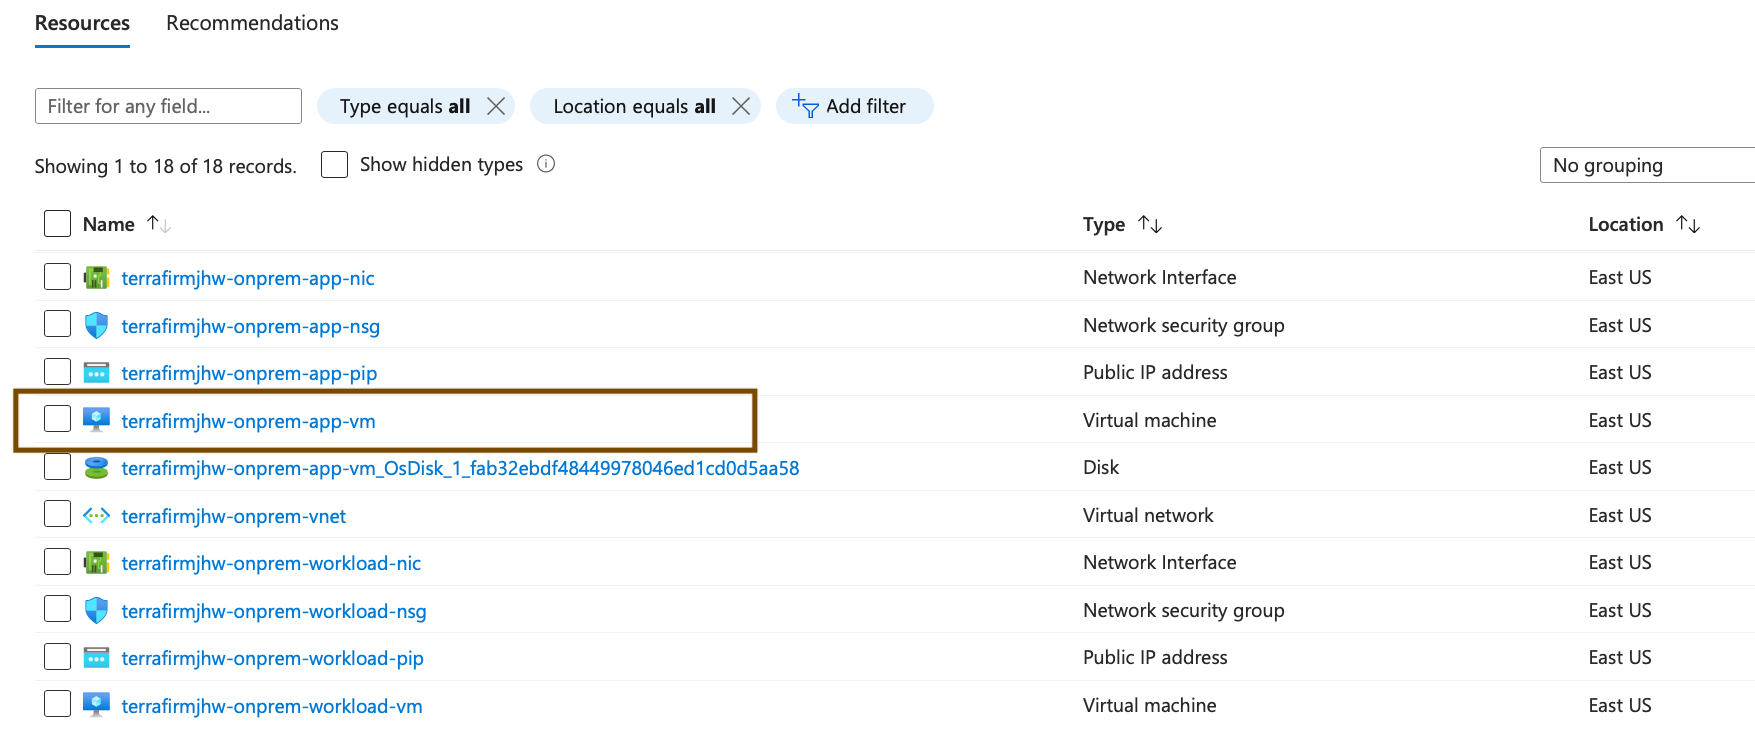 Resources Recommendations
Filter for any field... Type equals all Location equals all Add filter
Showing 1 to 18 of 18 records. Show hidden types No grouping
Name Type Location
terrafirmjhw-onprem-app-nic Network Interface East US
terrafirmjhw-onprem-app-nsg Network security group East US
terrafirmjhw-onprem-app-pip Public IP address East US
terrafirmjhw-onprem-app-vm Virtual machine East US
terrafirmjhw-onprem-app-vm_OsDisk_1_fab32ebdf48449978046ed1cd0d5aa58 Disk East US
terrafirmjhw-onprem-vnet Virtual network East US
terrafirmjhw-onprem-workload-nic Network Interface East US
terrafirmjhw-onprem-workload-nsg Network security group East US
terrafirmjhw-onprem-workload-pip Public IP address East US
terrafirmjhw-onprem-workload-vm Virtual machine East US